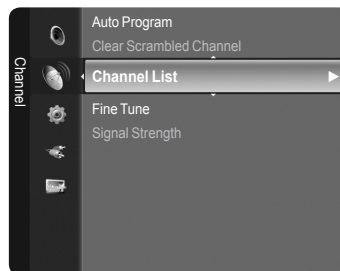 Channel
Auto Program
Clear Scrambled Channel
Channel List
Fine Tune
Signal Strength